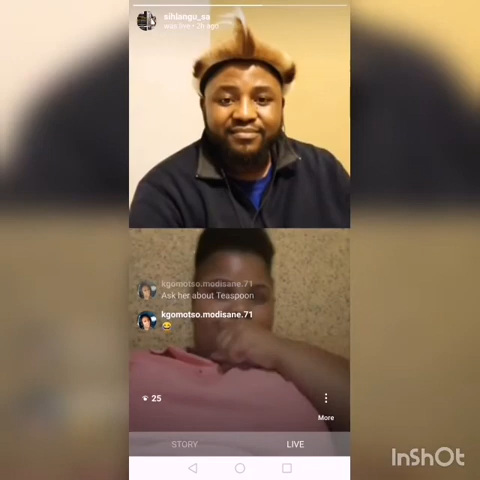 sihlangu_sa
was live • 2h ago
kgomotso.modisane.71
Ask her about Teaspoon
kgomotso.modisane.71
😂
25
More
STORY
LIVE
InShOt